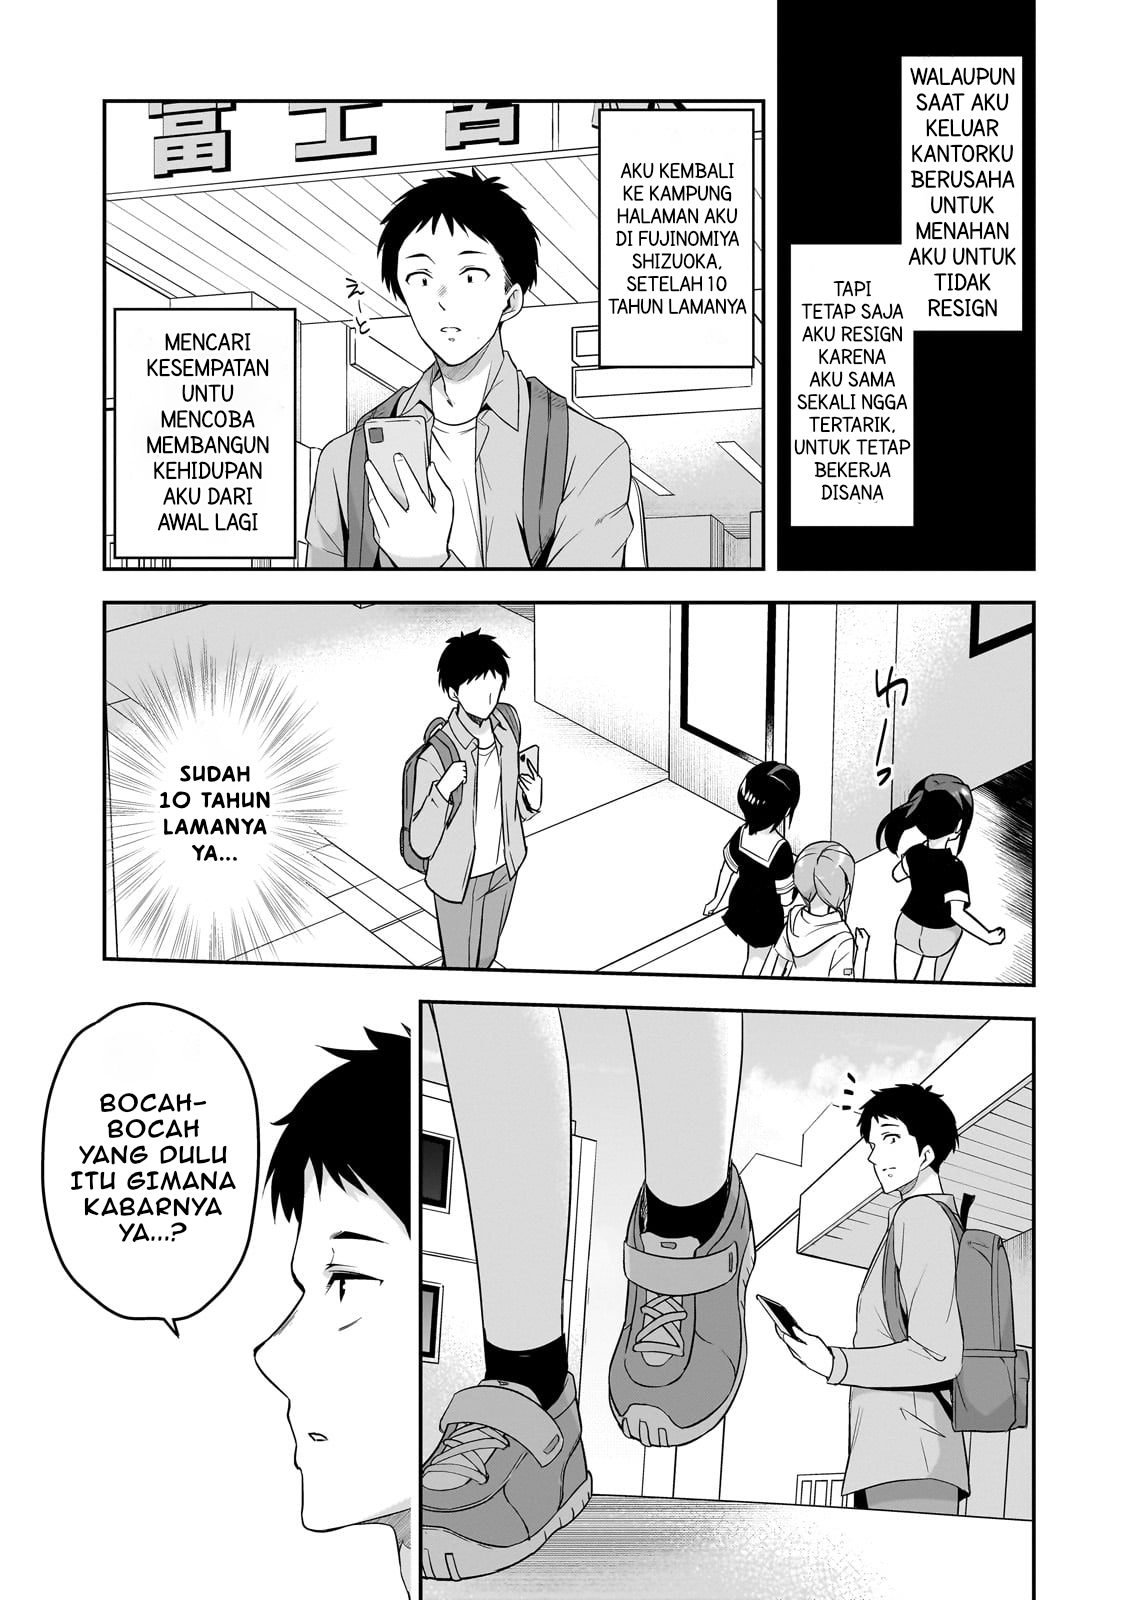 WALAUPUN
SAAT AKU
KELUAR
KANTORKU
BERUSAHA
UNTUK
MENAHAN
AKU UNTUK
TIDAK
RESIGN
TAPI
TETAP SAJA
AKU RESIGN
KARENA
AKU SAMA
SEKALI NGGA
TERTARIK,
UNTUK TETAP
BEKERJA
DISANA
富士宮
AKU KEMBALI
KE KAMPUNG
HALAMAN AKU
DI FUJINOMIYA
SHIZUOKA,
SETELAH 10
TAHUN LAMANYA
えーと
MENCARI
KESEMPATAN
UNTU
MENCOBA
MEMBANGUN
KEHIDUPAN
AKU DARI
AWAL LAGI
SUDAH
10 TAHUN
LAMANYA
YA...
BOCAH-
BOCAH
YANG DULU
ITU GIMANA
KABARNYA
YA...?